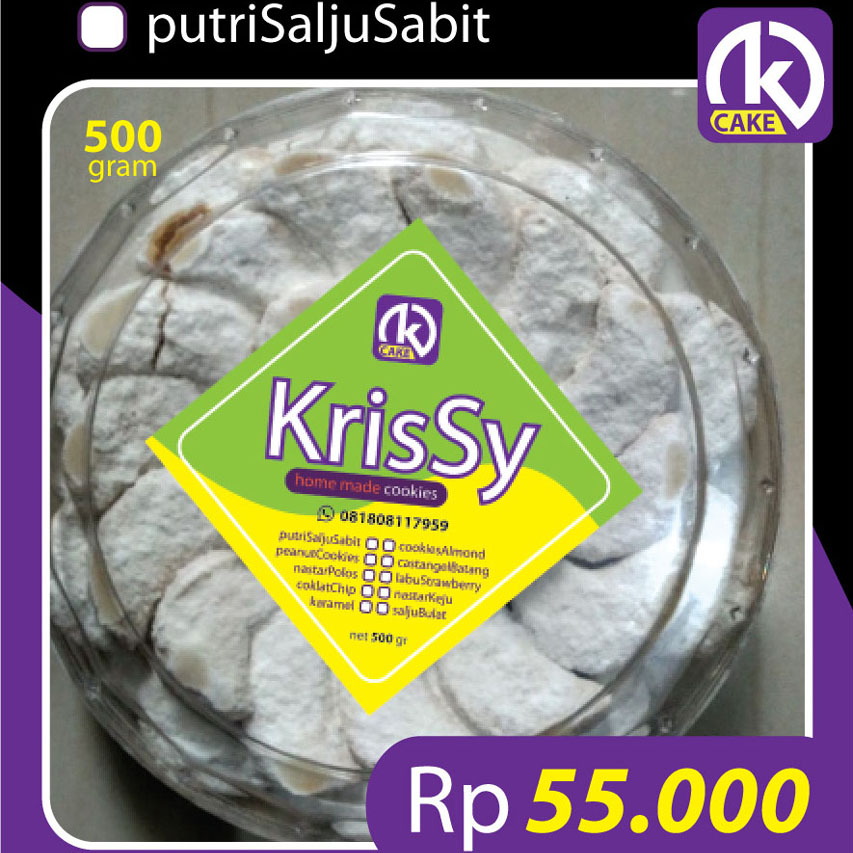 putriSaljuSabit
k
CAKE
500
gram
k
CAKE
KrisSy
home made cookies
081808117959
putriSaljuSabit cookiesAlmond
peanutCookies castangelBatang
nastarPolos labuStrawberry
coklatChip nastarKeju
karamel saljuBulat
net 500 gr
Rp 55.000